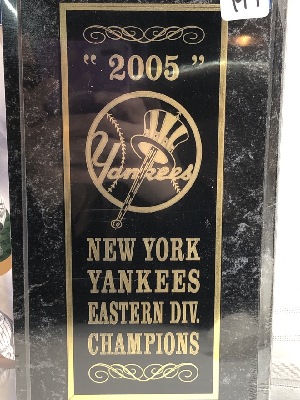 " 2005 "
Yankees
NEW YORK
YANKEES
EASTERN DIV.
CHAMPIONS